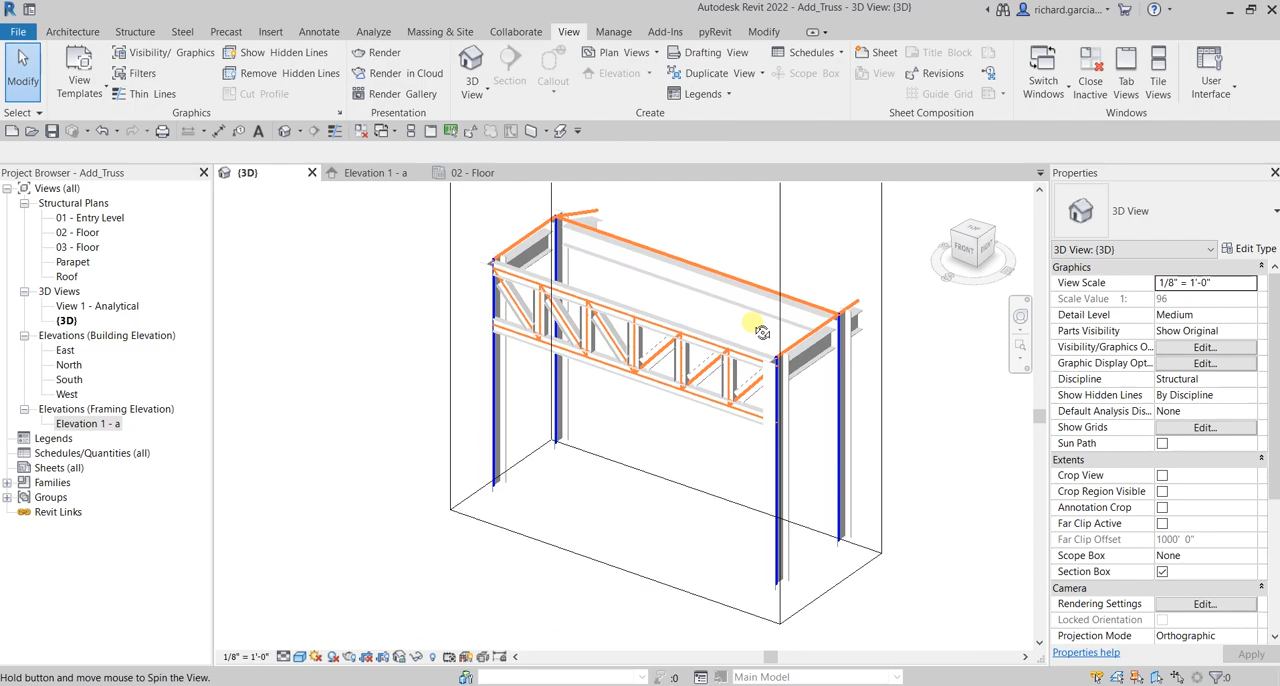 Autodesk Revit 2022 - Add_Truss - 3D View: {3D}
richard.garcia...
File Architecture Structure Steel Precast Insert Annotate Analyze Massing & Site Collaborate View Manage Add-Ins pyRevit Modify
Modify
Select
View
Templates
Visibility/ Graphics
Filters
Thin Lines
Show Hidden Lines
Remove Hidden Lines
Cut Profile
Graphics
Render
Render in Cloud
Render Gallery
Presentation
3D
View
Section
Callout
Plan Views
Elevation
Drafting View
Duplicate View
Legends
Schedules
Scope Box
Create
Sheet
View
Title Block
Revisions
Guide Grid
Sheet Composition
Switch
Windows
Close
Inactive
Tab
Views
Tile
Views
Windows
User
Interface
Project Browser - Add_Truss
Views (all)
Structural Plans
01 - Entry Level
02 - Floor
03 - Floor
Parapet
Roof
3D Views
View 1 - Analytical
{3D}
Elevations (Building Elevation)
East
North
South
West
Elevations (Framing Elevation)
Elevation 1 - a
Legends
Schedules/Quantities (all)
Sheets (all)
Families
Groups
Revit Links
{3D}
Elevation 1 - a
02 - Floor
TOP
FRONT
RIGHT
Properties
3D View
3D View: {3D}
Edit Type
Graphics
View Scale 1/8" = 1'-0"
Scale Value 1: 96
Detail Level Medium
Parts Visibility Show Original
Visibility/Graphics O... Edit...
Graphic Display Opt... Edit...
Discipline Structural
Show Hidden Lines By Discipline
Default Analysis Dis... None
Show Grids Edit...
Sun Path
Extents
Crop View
Crop Region Visible
Annotation Crop
Far Clip Active
Far Clip Offset 1000' 0"
Scope Box None
Section Box
Camera
Rendering Settings Edit...
Locked Orientation
Projection Mode Orthographic
Properties help
Apply
1/8" = 1'-0"
Hold button and move mouse to Spin the View.
:0
Main Model
:0